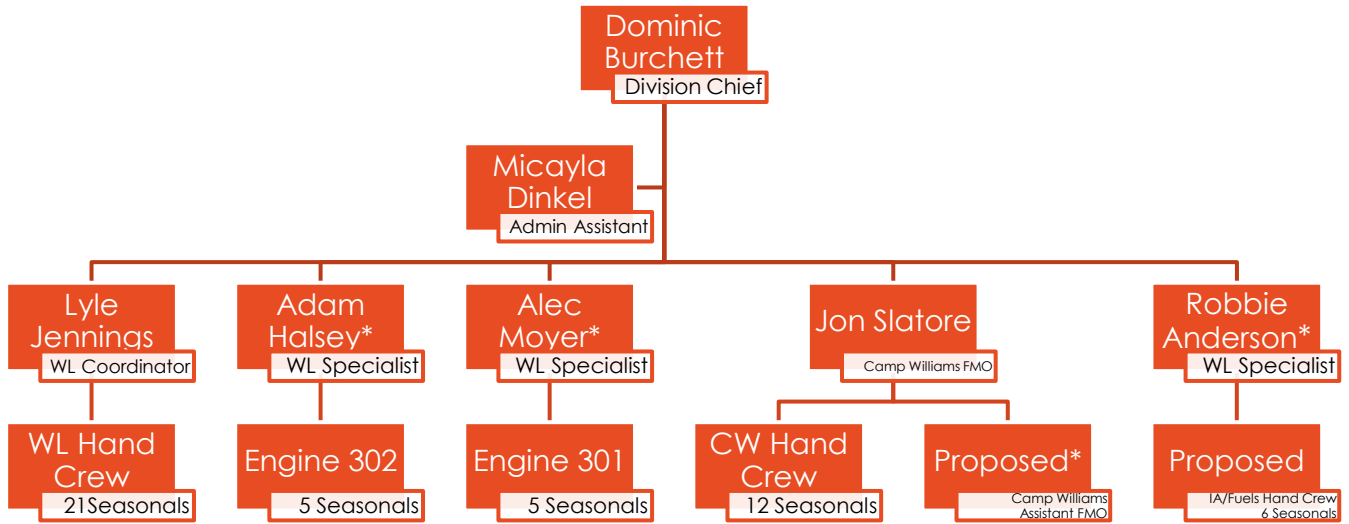 Dominic
Burchett
Division Chief
Micayla
Dinkel
Admin Assistant
Lyle
Jennings
WL Coordinator
Adam
Halsey*
WL Specialist
Alec
Moyer*
WL Specialist
Jon Slatore
Camp Williams FMO
Robbie
Anderson*
WL Specialist
WL Hand
Crew
21Seasonals
Engine 302
5 Seasonals
Engine 301
5 Seasonals
CW Hand
Crew
12 Seasonals
Proposed*
Camp Williams
Assistant FMO
Proposed
IA/Fuels Hand Crew
6 Seasonals